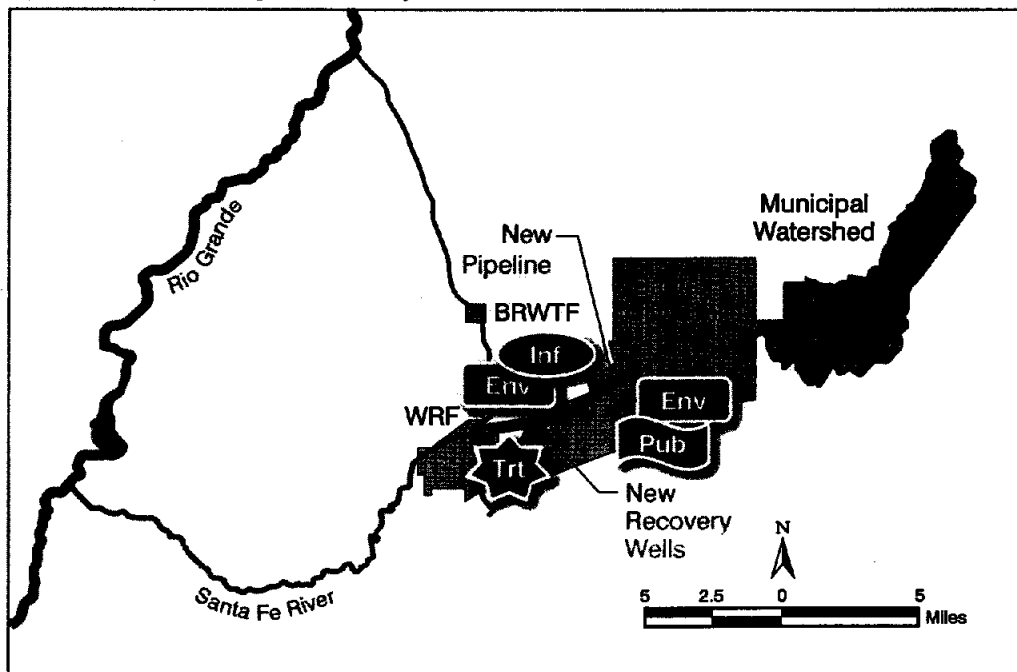 Municipal
Watershed
New
Pipeline
Rio Grande
BRWTF
Inf
Env
Env
WRF
Pub
Trt
New
Recovery
Wells
N
Santa Fe River
5 2.5 0 5
Miles